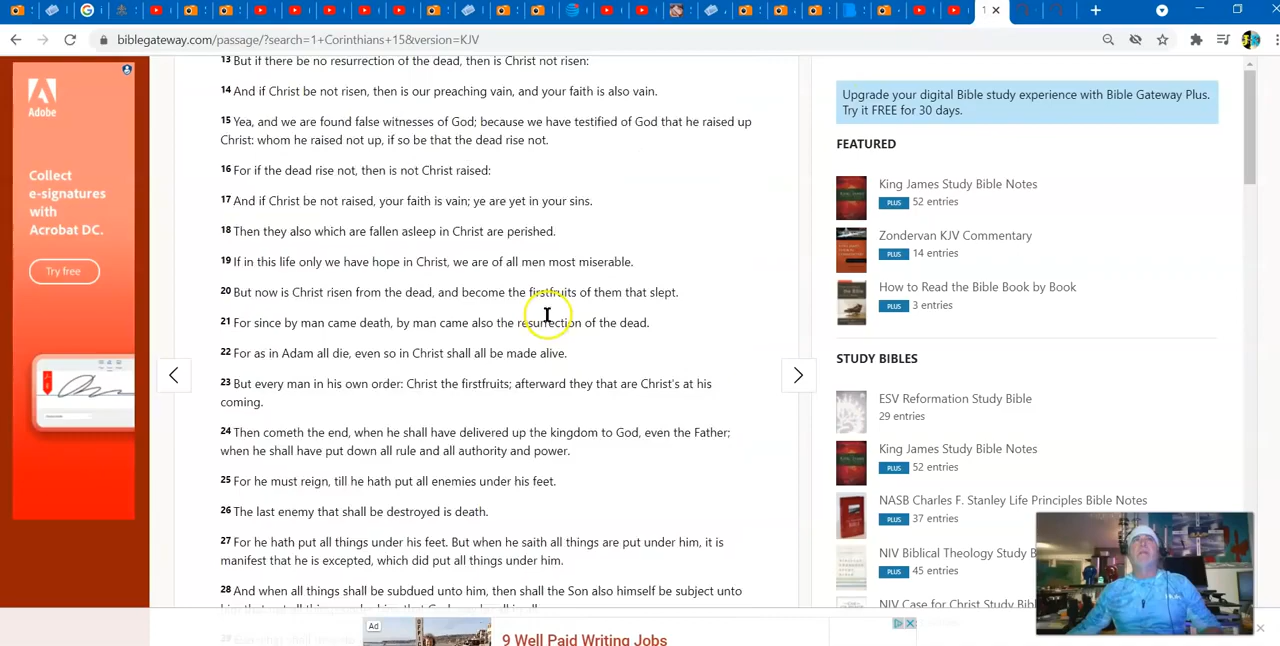 1
biblegateway.com/passage/?search=1+Corinthians+15&version=KJV
Adobe
Collect
e-signatures
with
Acrobat DC.
Try free
13 But if there be no resurrection of the dead, then is Christ not risen:
14 And if Christ be not risen, then is our preaching vain, and your faith is also vain.
15 Yea, and we are found false witnesses of God; because we have testified of God that he raised up
Christ: whom he raised not up, if so be that the dead rise not.
16 For if the dead rise not, then is not Christ raised:
17 And if Christ be not raised, your faith is vain; ye are yet in your sins.
18 Then they also which are fallen asleep in Christ are perished.
19 If in this life only we have hope in Christ, we are of all men most miserable.
20 But now is Christ risen from the dead, and become the firstfruits of them that slept.
21 For since by man came death, by man came also the resurrection of the dead.
22 For as in Adam all die, even so in Christ shall all be made alive.
23 But every man in his own order: Christ the firstfruits; afterward they that are Christ's at his
coming.
24 Then cometh the end, when he shall have delivered up the kingdom to God, even the Father;
when he shall have put down all rule and all authority and power.
25 For he must reign, till he hath put all enemies under his feet.
26 The last enemy that shall be destroyed is death.
27 For he hath put all things under his feet. But when he saith all things are put under him, it is
manifest that he is excepted, which did put all things under him.
28 And when all things shall be subdued unto him, then shall the Son also himself be subject unto
Upgrade your digital Bible study experience with Bible Gateway Plus.
Try it FREE for 30 days.
FEATURED
King James Study Bible Notes
PLUS 52 entries
Zondervan KJV Commentary
PLUS 14 entries
How to Read the Bible Book by Book
PLUS 3 entries
STUDY BIBLES
ESV Reformation Study Bible
29 entries
King James Study Bible Notes
PLUS 52 entries
NASB Charles F. Stanley Life Principles Bible Notes
PLUS 37 entries
NIV Biblical Theology Study B
PLUS 45 entries
NIV Case for Christ Study Bibl
Ad
9 Well Paid Writing Jobs